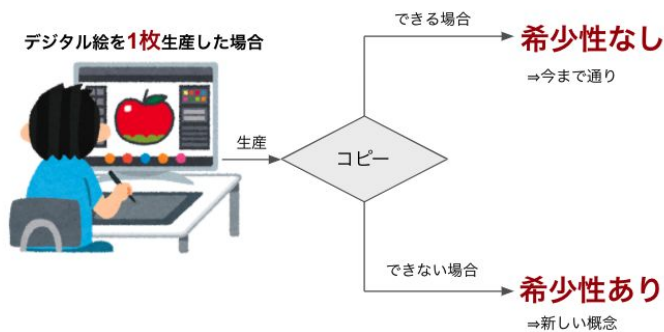 デジタル絵を1枚生産した場合
生産
コピー
できる場合
希少性なし
⇒今まで通り
できない場合
希少性あり
⇒新しい概念